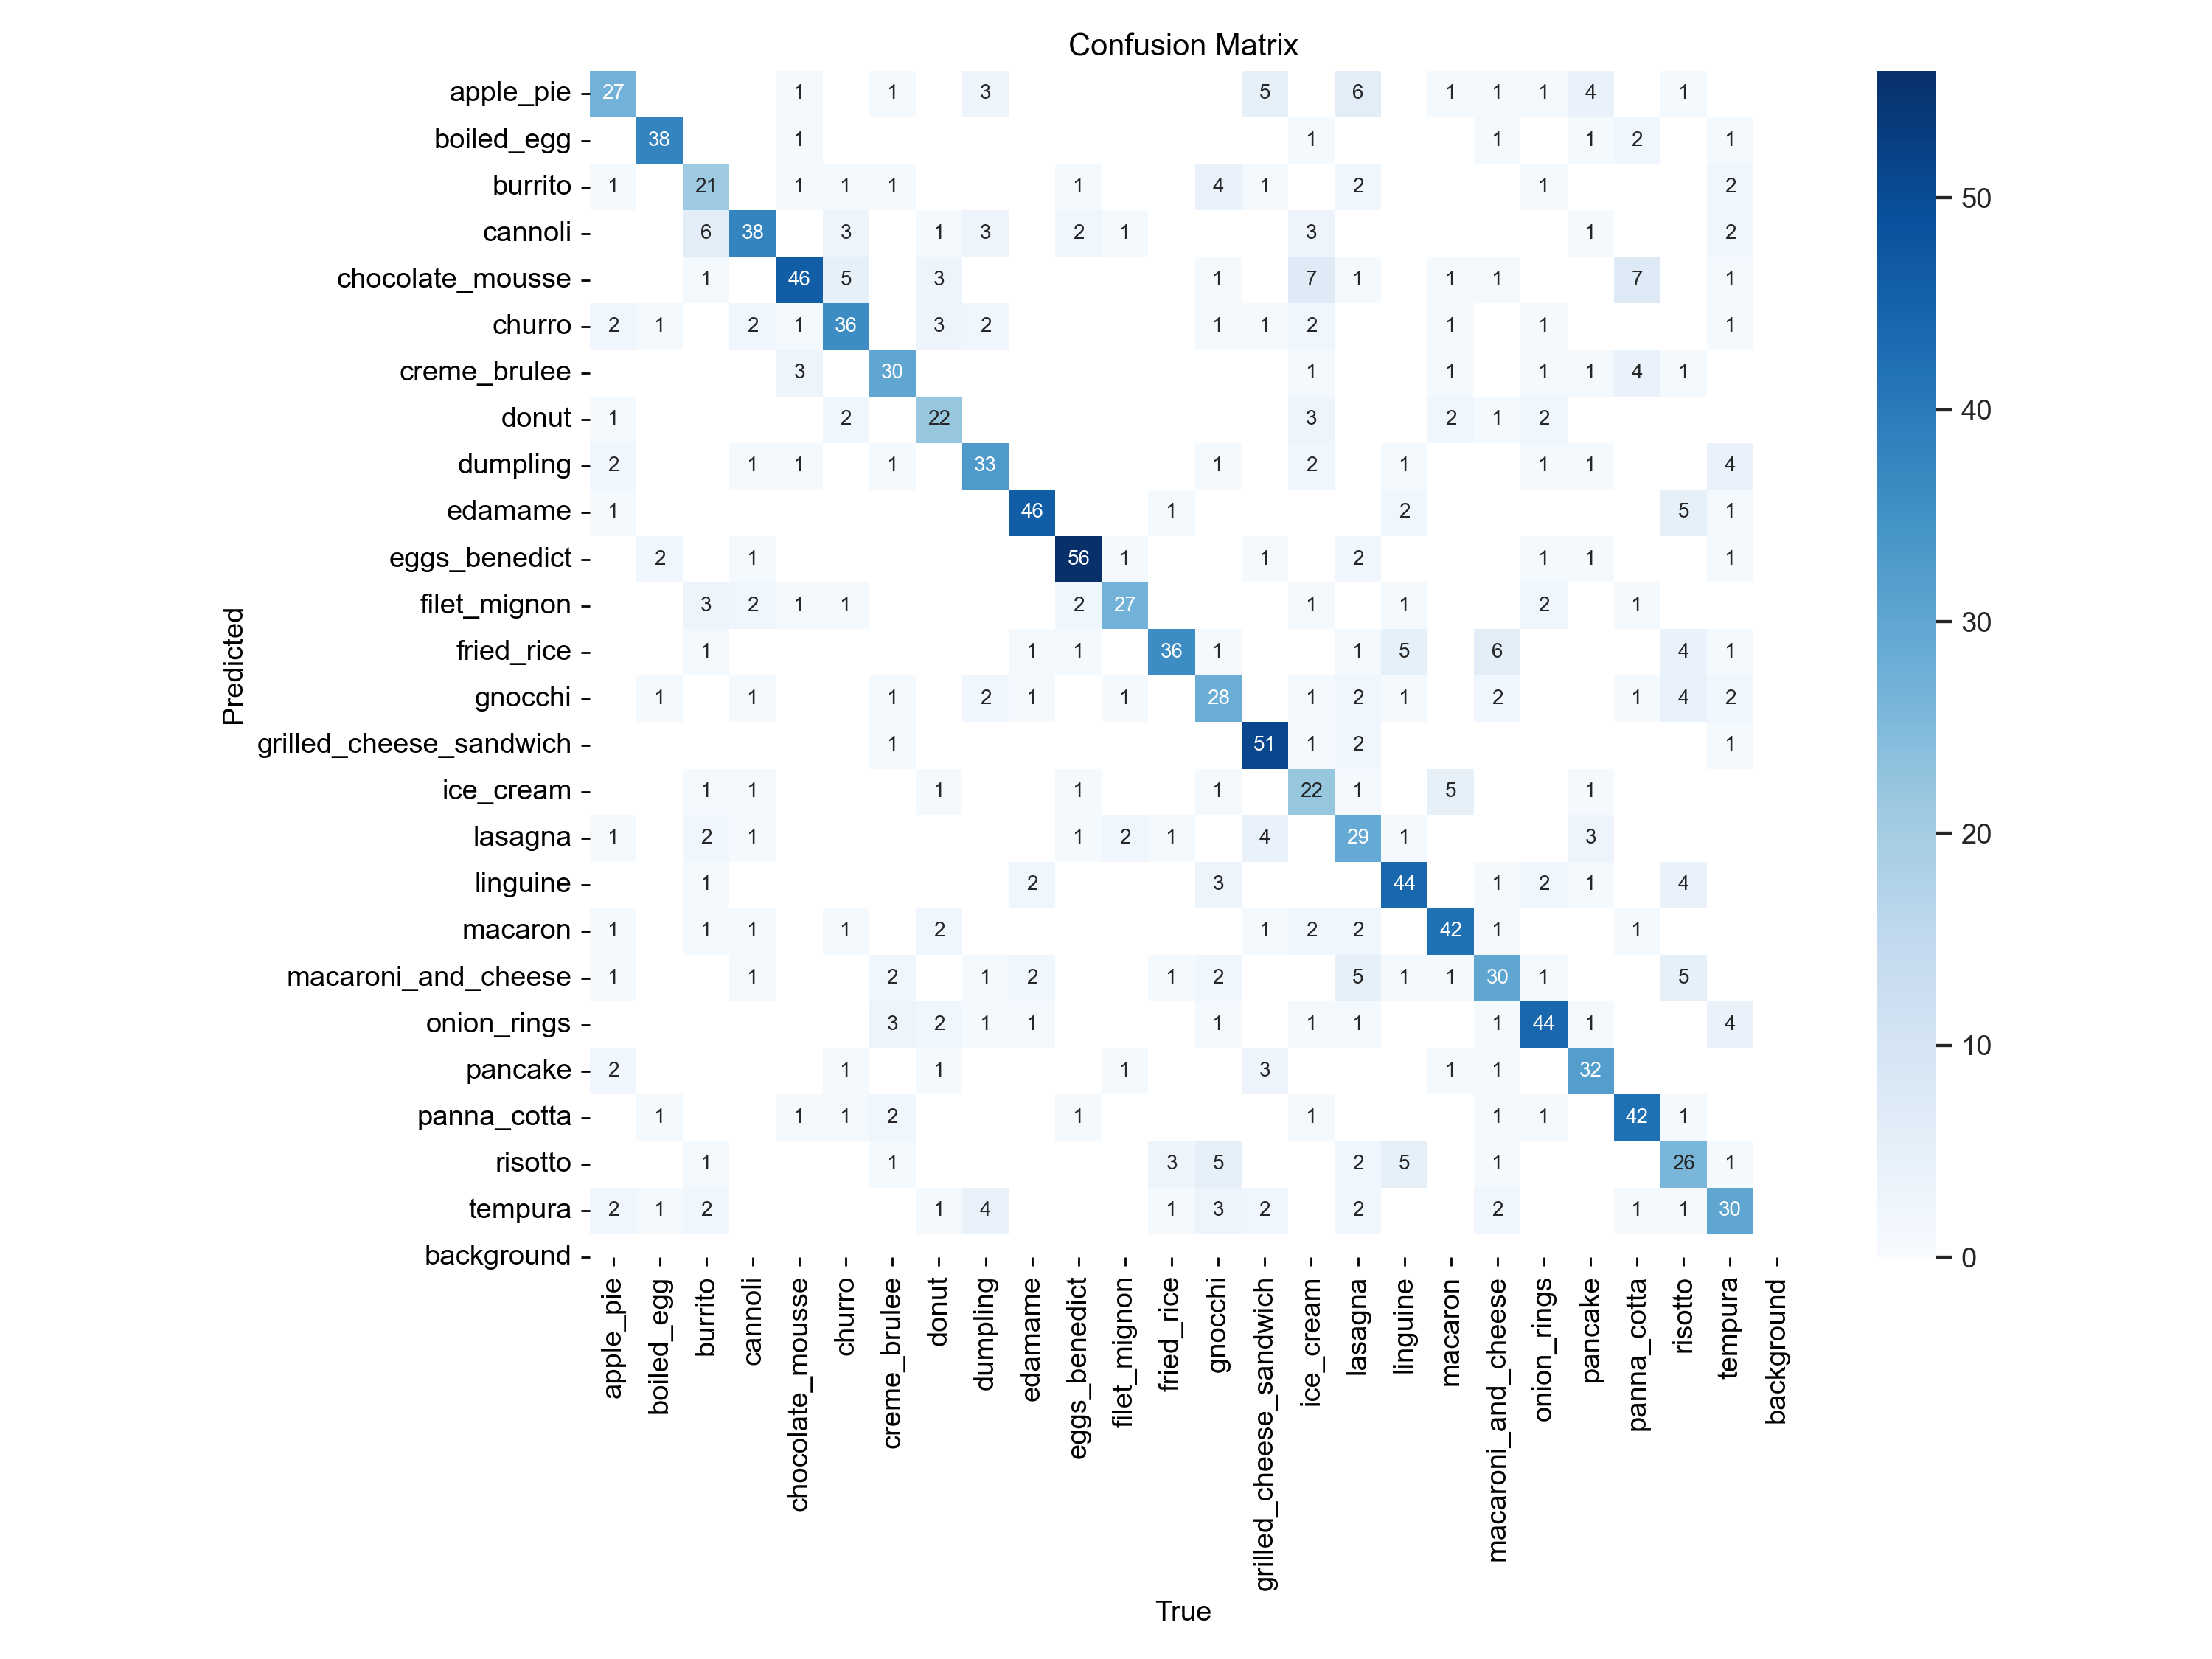 Confusion Matrix
apple_pie 27 1 1 3 5 6 1 1 1 4 1
boiled_egg 38 1 1 1 1 2 1
burrito 1 21 1 1 1 1 4 1 2 1 2
cannoli 6 38 3 1 3 2 1 3 1 2
chocolate_mousse 1 46 5 3 1 7 1 1 1 7 1
churro 2 1 2 1 36 3 2 1 1 2 1 1 1
creme_brulee 3 30 1 1 1 1 4 1
donut 1 2 22 3 2 1 2
dumpling 2 1 1 1 33 1 2 1 1 1 4
edamame 1 46 1 2 5 1
eggs_benedict 2 1 56 1 1 2 1 1 1
filet_mignon 3 2 1 1 2 27 1 1 2 1
fried_rice 1 1 1 36 1 1 5 6 4 1
gnocchi 1 1 1 2 1 1 28 1 2 1 2 1 4 2
grilled_cheese_sandwich 1 51 1 2 1
ice_cream 1 1 1 1 1 22 1 5 1
lasagna 1 2 1 1 2 1 4 29 1 3
linguine 1 2 3 44 1 2 1 4
macaron 1 1 1 1 2 1 2 2 42 1 1
macaroni_and_cheese 1 1 2 1 2 1 2 5 1 1 30 1 5
onion_rings 3 2 1 1 1 1 1 1 44 1 4
pancake 2 1 1 1 3 1 1 32
panna_cotta 1 1 1 2 1 1 1 1 42 1
risotto 1 1 3 5 2 5 1 26 1
tempura 2 1 2 1 4 1 3 2 2 2 1 1 30
background
Predicted
apple_pie
boiled_egg
burrito
cannoli
chocolate_mousse
churro
creme_brulee
donut
dumpling
edamame
eggs_benedict
filet_mignon
fried_rice
gnocchi
grilled_cheese_sandwich
ice_cream
lasagna
linguine
macaron
macaroni_and_cheese
onion_rings
pancake
panna_cotta
risotto
tempura
background
True
50
40
30
20
10
0